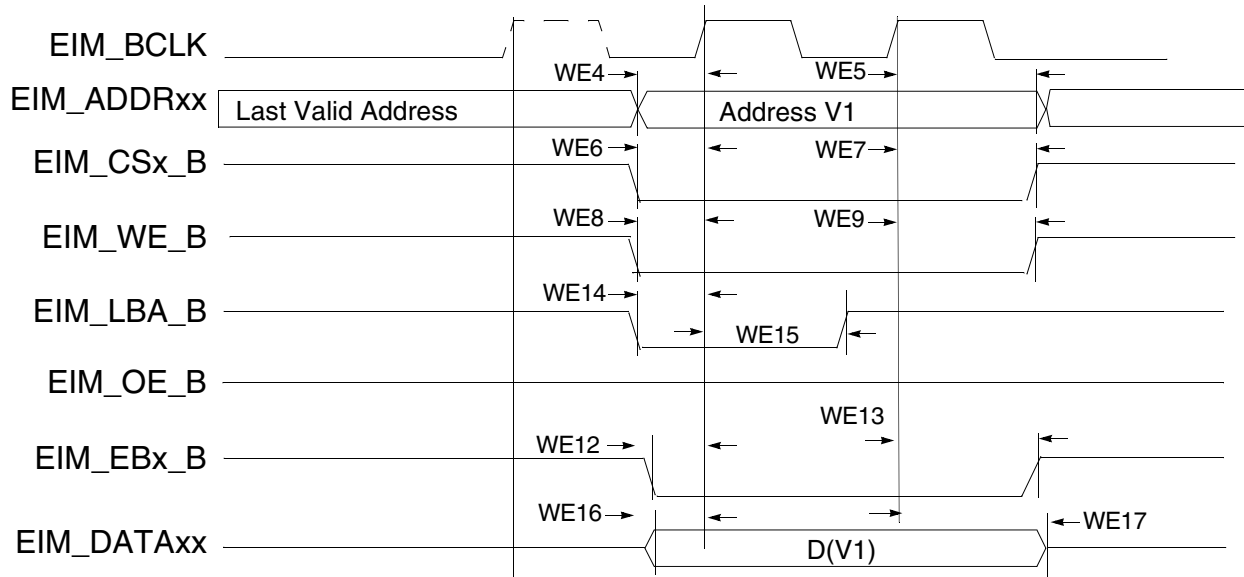 EIM_BCLK
WE4
WE5
EIM_ADDRxx
Last Valid Address
Address V1
WE6
WE7
EIM_CSx_B
WE8
WE9
EIM_WE_B
WE14
EIM_LBA_B
WE15
EIM_OE_B
WE13
WE12
EIM_EBx_B
WE16
WE17
EIM_DATAxx
D(V1)